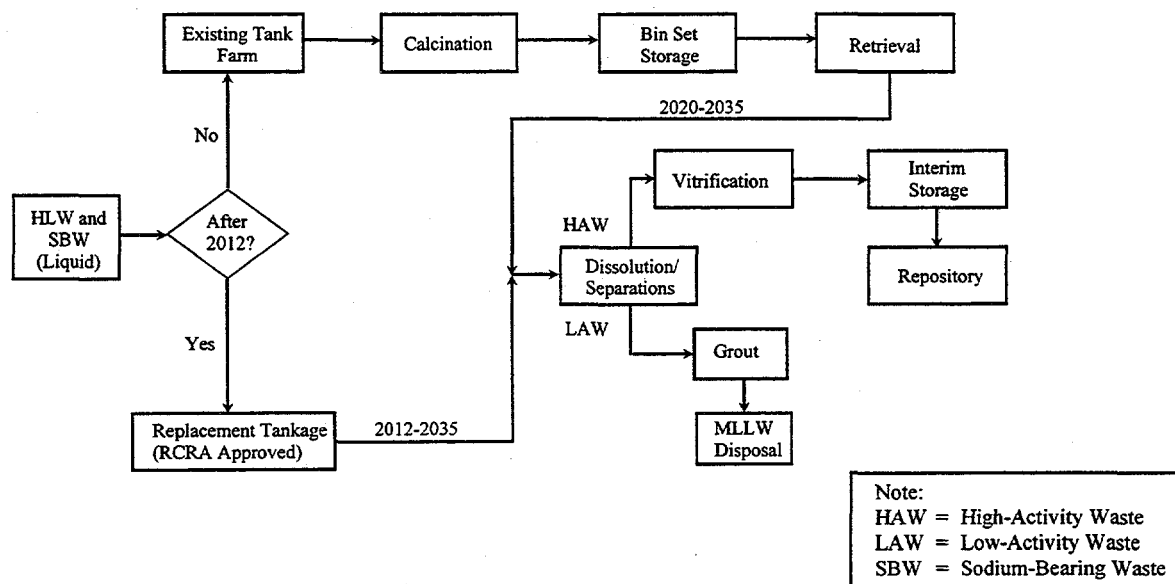 Existing Tank
Farm
Calcination
Bin Set
Storage
Retrieval
2020-2035
No
Vitrification
Interim
Storage
HLW and
SBW
(Liquid)
After
2012?
HAW
Dissolution/
Separations
Repository
LAW
Yes
Grout
Replacement Tankage
(RCRA Approved)
2012-2035
MLLW
Disposal
Note:
HAW = High-Activity Waste
LAW = Low-Activity Waste
SBW = Sodium-Bearing Waste